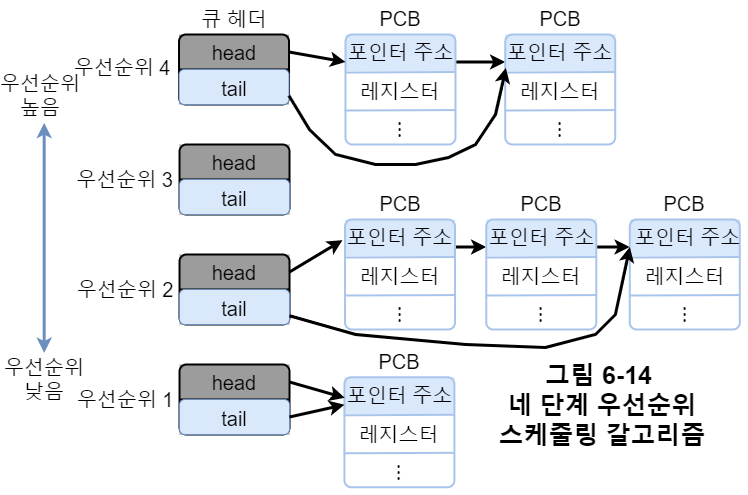 큐 헤더
PCB
PCB
우선순위
높음
우선순위 4
head
tail
포인터 주소
레지스터
⋮
포인터 주소
레지스터
⋮
우선순위 3
head
tail
PCB
PCB
PCB
우선순위 2
head
tail
포인터 주소
레지스터
⋮
포인터 주소
레지스터
⋮
포인터 주소
레지스터
⋮
우선순위
낮음
우선순위 1
head
tail
PCB
포인터 주소
레지스터
⋮
그림 6-14
네 단계 우선순위
스케줄링 갈고리즘